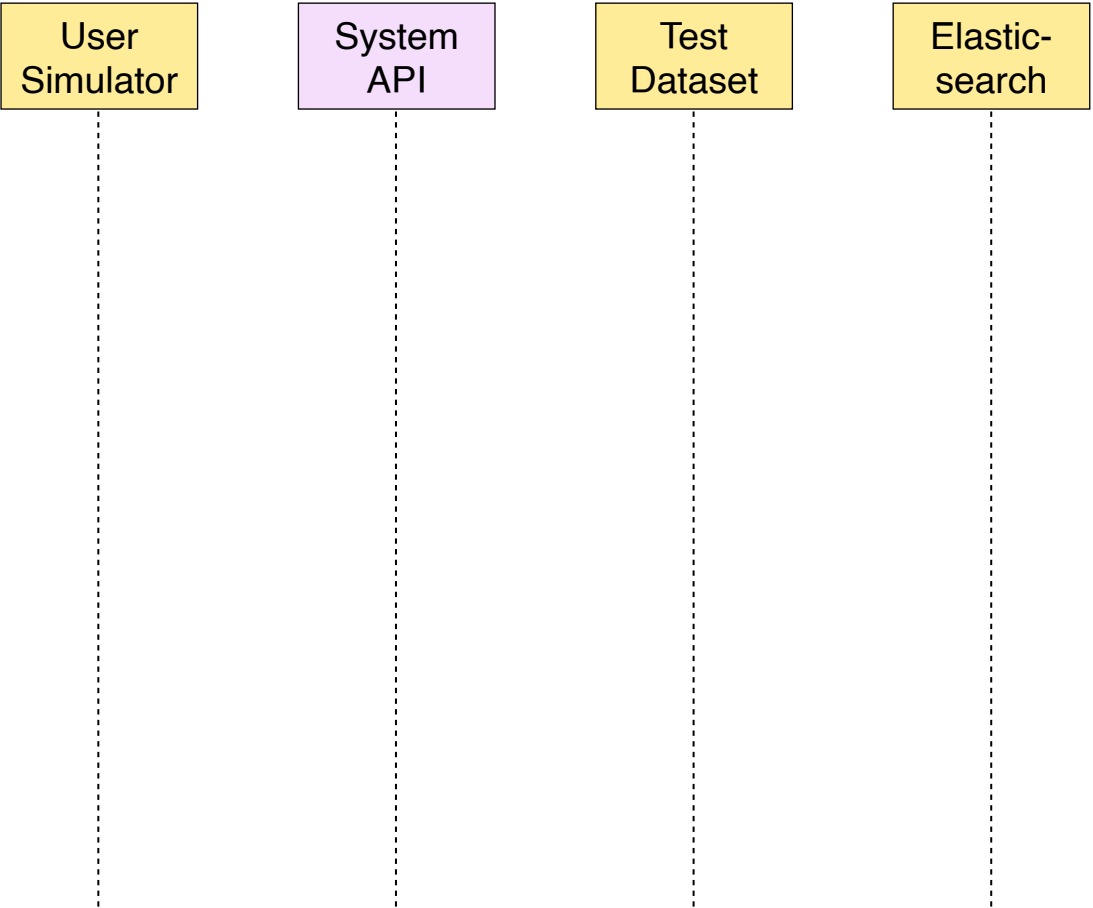 User
Simulator
System
API
Test
Dataset
Elastic-
search